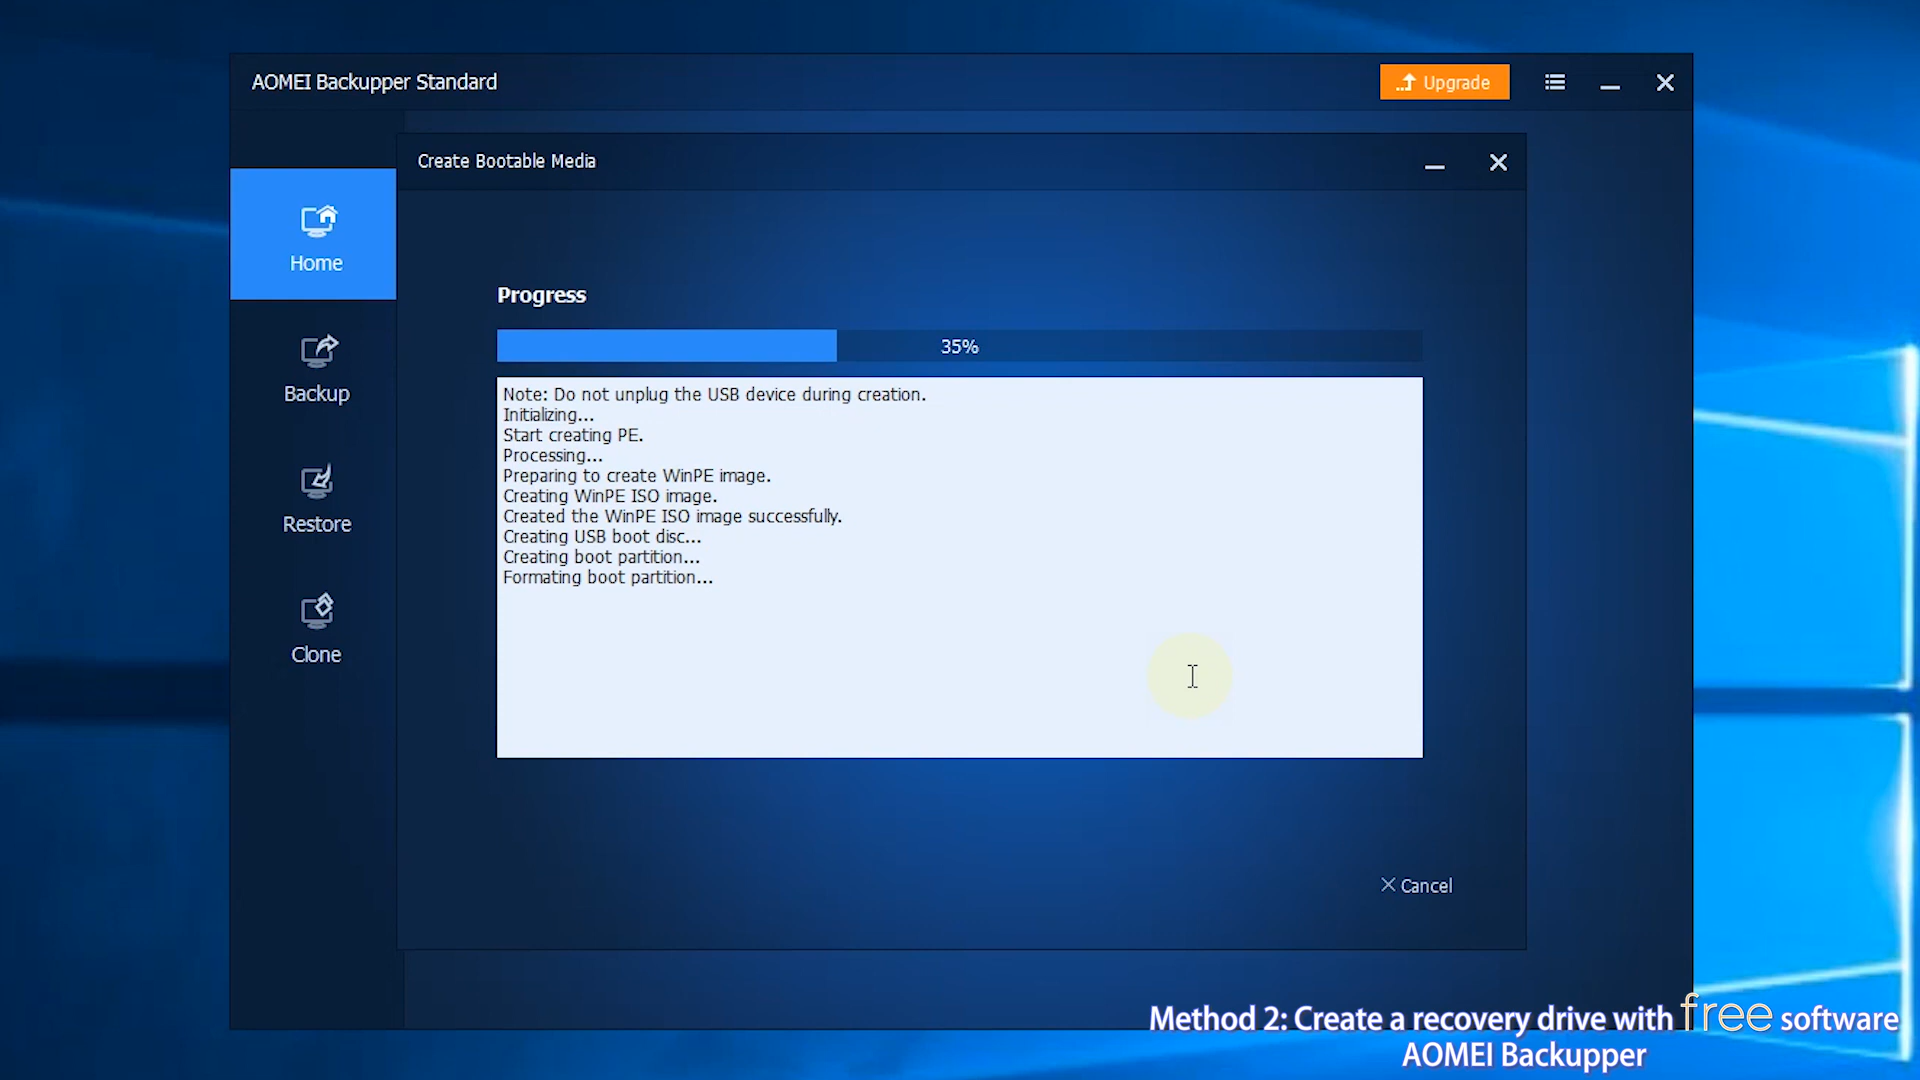 AOMEI Backupper Standard
Upgrade
Create Bootable Media
Home
Backup
Restore
Clone
Progress
35%
Note: Do not unplug the USB device during creation.
Initializing...
Start creating PE.
Processing...
Preparing to create WinPE image.
Creating WinPE ISO image.
Created the WinPE ISO image successfully.
Creating USB boot disc...
Creating boot partition...
Formating boot partition...
Cancel
Method 2: Create a recovery drive with free software
AOMEI Backupper